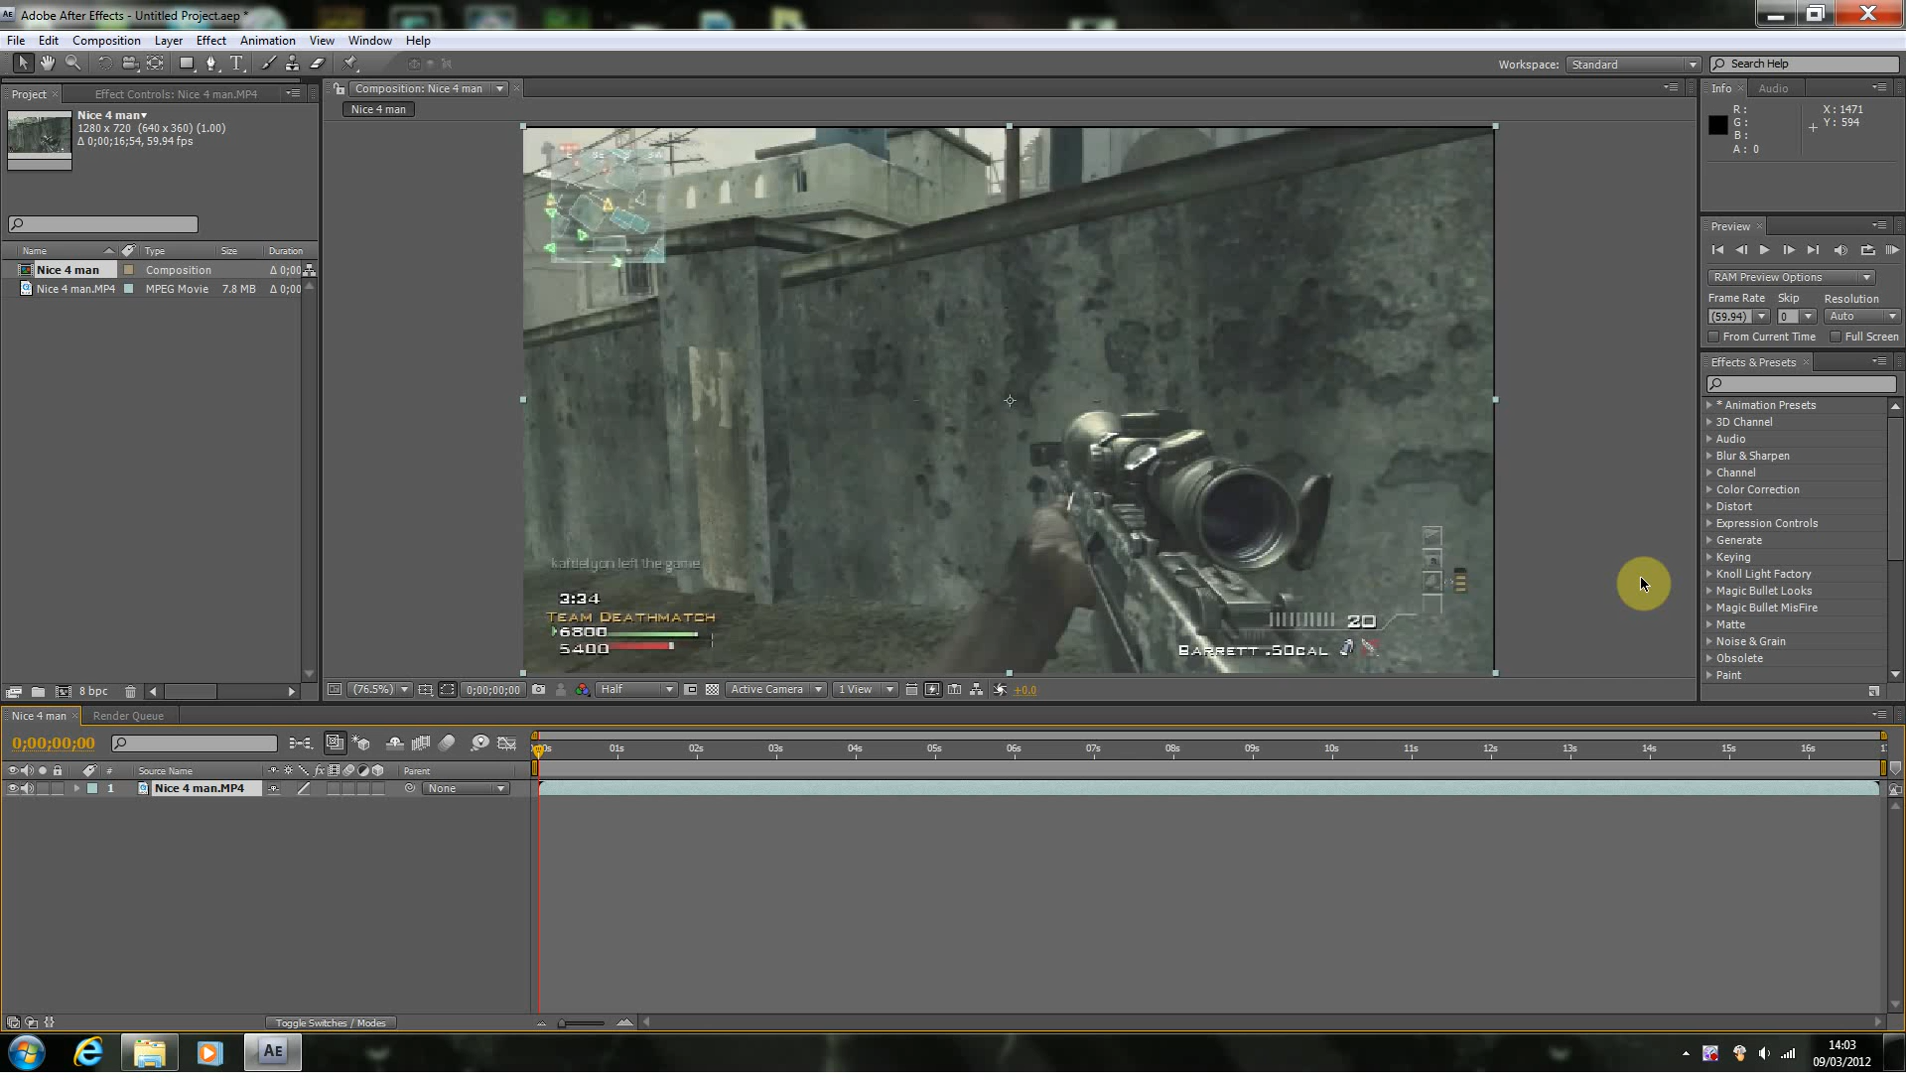 Adobe After Effects - Untitled Project.aep *
File Edit Composition Layer Effect Animation View Window Help
Workspace: Standard Search Help
Project Effect Controls: Nice 4 man.MP4
Composition: Nice 4 man
Nice 4 man
Nice 4 man
1280 x 720 (640 x 360) (1.00)
Δ 0;00;16;54, 59.94 fps
Name Type Size Duration
Nice 4 man Composition Δ 0;00
Nice 4 man.MP4 MPEG Movie 7.8 MB Δ 0;00
8 bpc
left the game
3:34
TEAM DEATHMATCH
6800
5400
20
BARRETT .50CAL
(76.5%) 0;00;00;00 Half Active Camera 1 View +0.0
Info Audio
R: X: 1471
G: Y: 594
B:
A: 0
Preview
RAM Preview Options
Frame Rate Skip Resolution
(59.94) 0 Auto
From Current Time Full Screen
Effects & Presets
* Animation Presets
3D Channel
Audio
Blur & Sharpen
Channel
Color Correction
Distort
Expression Controls
Generate
Keying
Knoll Light Factory
Magic Bullet Looks
Magic Bullet MisFire
Matte
Noise & Grain
Obsolete
Paint
Nice 4 man Render Queue
0;00;00;00
01s 02s 03s 04s 05s 06s 07s 08s 09s 10s 11s 12s 13s 14s 15s 16s
# Source Name Parent
1 Nice 4 man.MP4 None
Toggle Switches / Modes
AE
14:03
09/03/2012